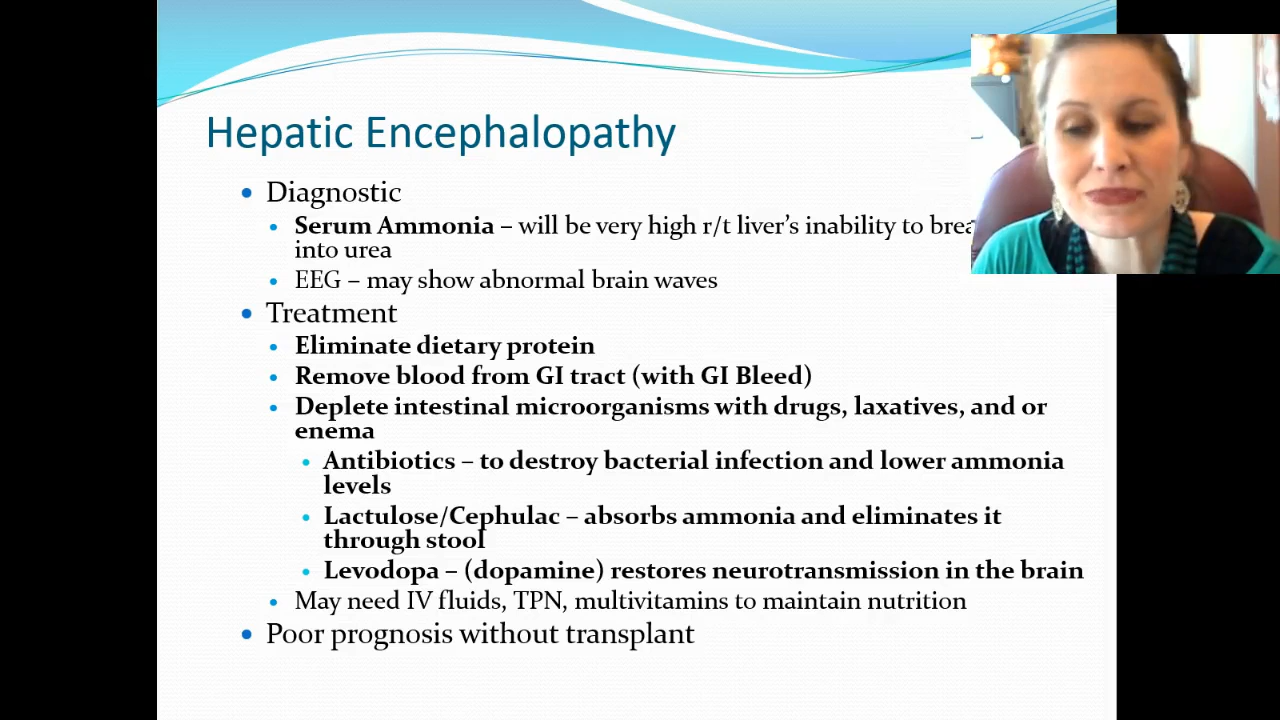 Hepatic Encephalopathy
• Diagnostic
• Serum Ammonia – will be very high r/t liver's inability to
into urea
• EEG – may show abnormal brain waves
• Treatment
• Eliminate dietary protein
• Remove blood from GI tract (with GI Bleed)
• Deplete intestinal microorganisms with drugs, laxatives, and or
enema
• Antibiotics – to destroy bacterial infection and lower ammonia
levels
• Lactulose/Cephulac – absorbs ammonia and eliminates it
through stool
• Levodopa – (dopamine) restores neurotransmission in the brain
• May need IV fluids, TPN, multivitamins to maintain nutrition
• Poor prognosis without transplant